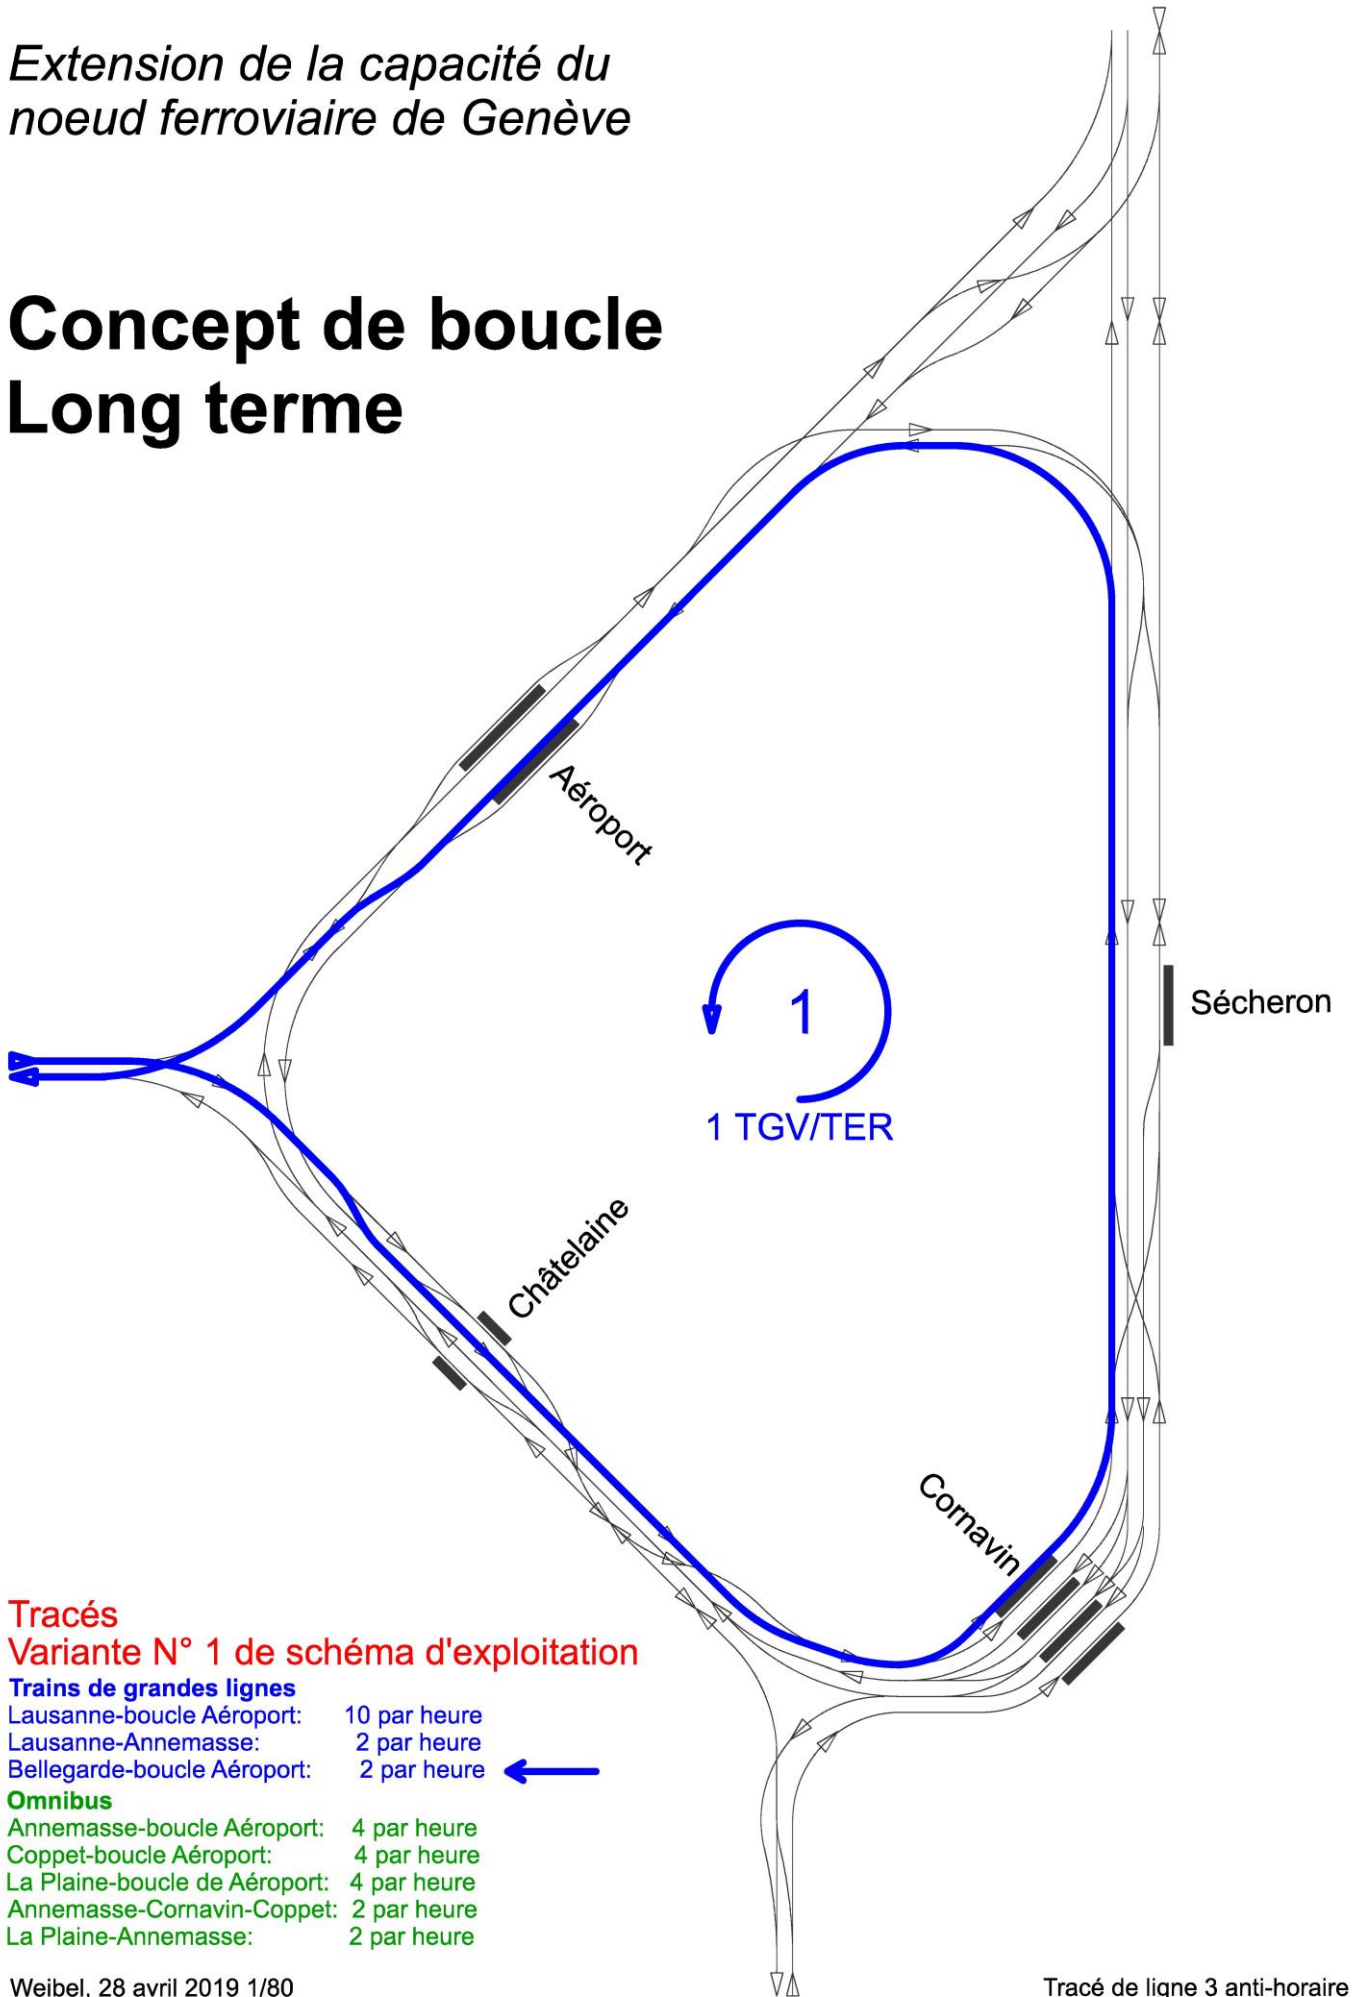 Extension de la capacité du
noeud ferroviaire de Genève
Concept de boucle
Long terme
Aéroport
Sécheron
1
1 TGV/TER
Châtelaine
Cornavin
Tracés
Variante N° 1 de schéma d'exploitation
Trains de grandes lignes
Lausanne-boucle Aéroport: 10 par heure
Lausanne-Annemasse: 2 par heure
Bellegarde-boucle Aéroport: 2 par heure
Omnibus
Annemasse-boucle Aéroport: 4 par heure
Coppet-boucle Aéroport: 4 par heure
La Plaine-boucle de Aéroport: 4 par heure
Annemasse-Cornavin-Coppet: 2 par heure
La Plaine-Annemasse: 2 par heure
Weibel, 28 avril 2019 1/80
Tracé de ligne 3 anti-horaire